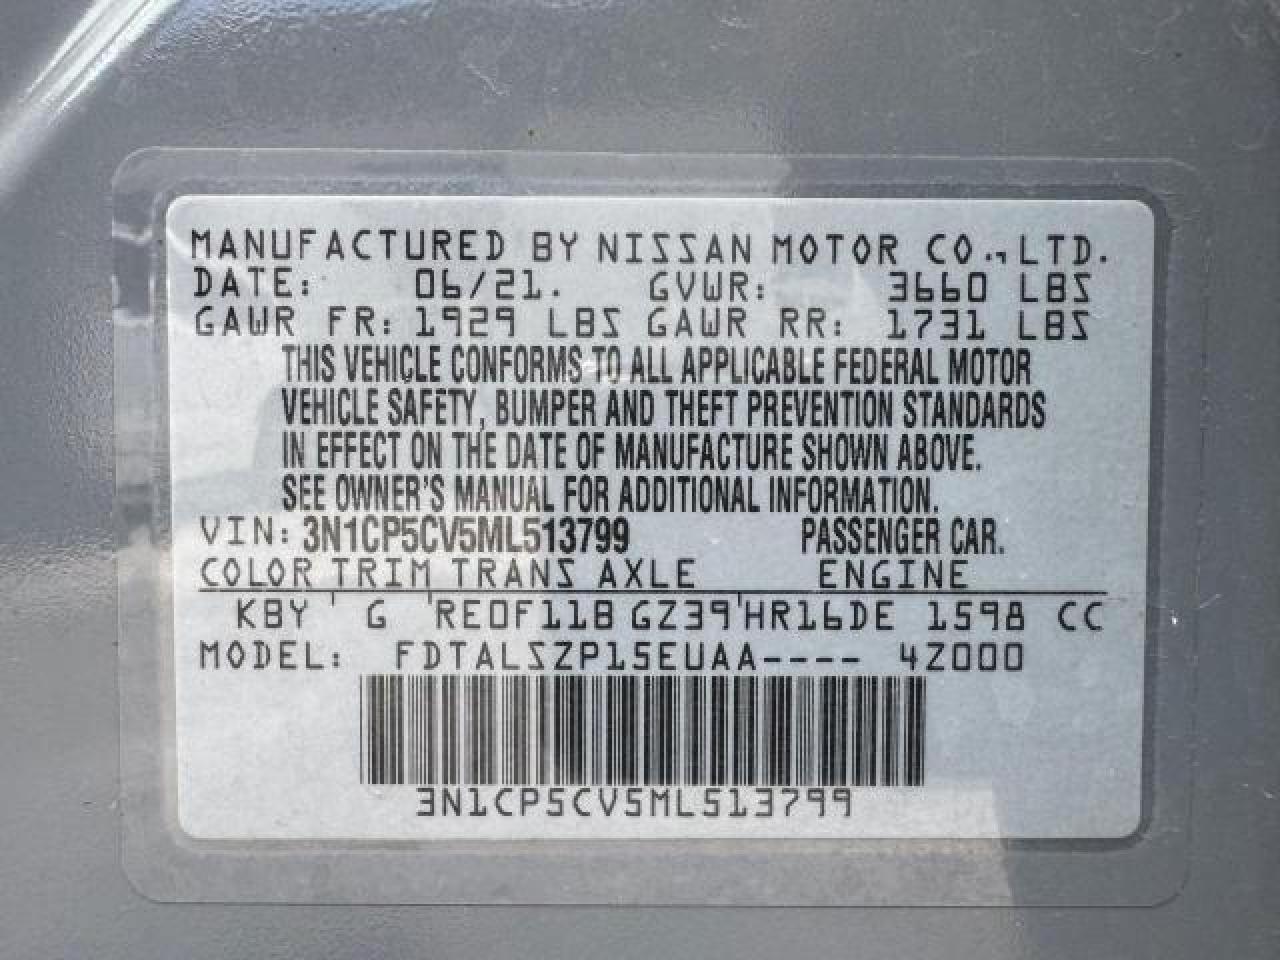 MANUFACTURED BY NISSAN MOTOR CO., LTD.
DATE: 06/21. GVWR: 3660 LBS
GAWR FR: 1929 LBS GAWR RR: 1731 LBS
THIS VEHICLE CONFORMS TO ALL APPLICABLE FEDERAL MOTOR
VEHICLE SAFETY, BUMPER AND THEFT PREVENTION STANDARDS
IN EFFECT ON THE DATE OF MANUFACTURE SHOWN ABOVE.
SEE OWNER'S MANUAL FOR ADDITIONAL INFORMATION.
VIN: 3N1CP5CV5ML513799 PASSENGER CAR.
COLOR TRIM TRANS AXLE ENGINE
KBY G RE0F11B GZ39 HR16DE 1598 CC
MODEL: FDTALSZP15EUAA---- 4Z000
3N1CP5CV5ML513799